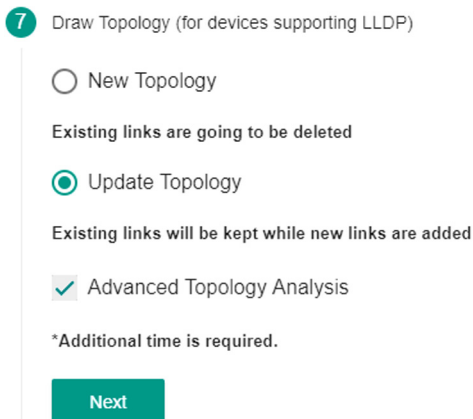 7 Draw Topology (for devices supporting LLDP)
New Topology
Existing links are going to be deleted
Update Topology
Existing links will be kept while new links are added
Advanced Topology Analysis
*Additional time is required.
Next